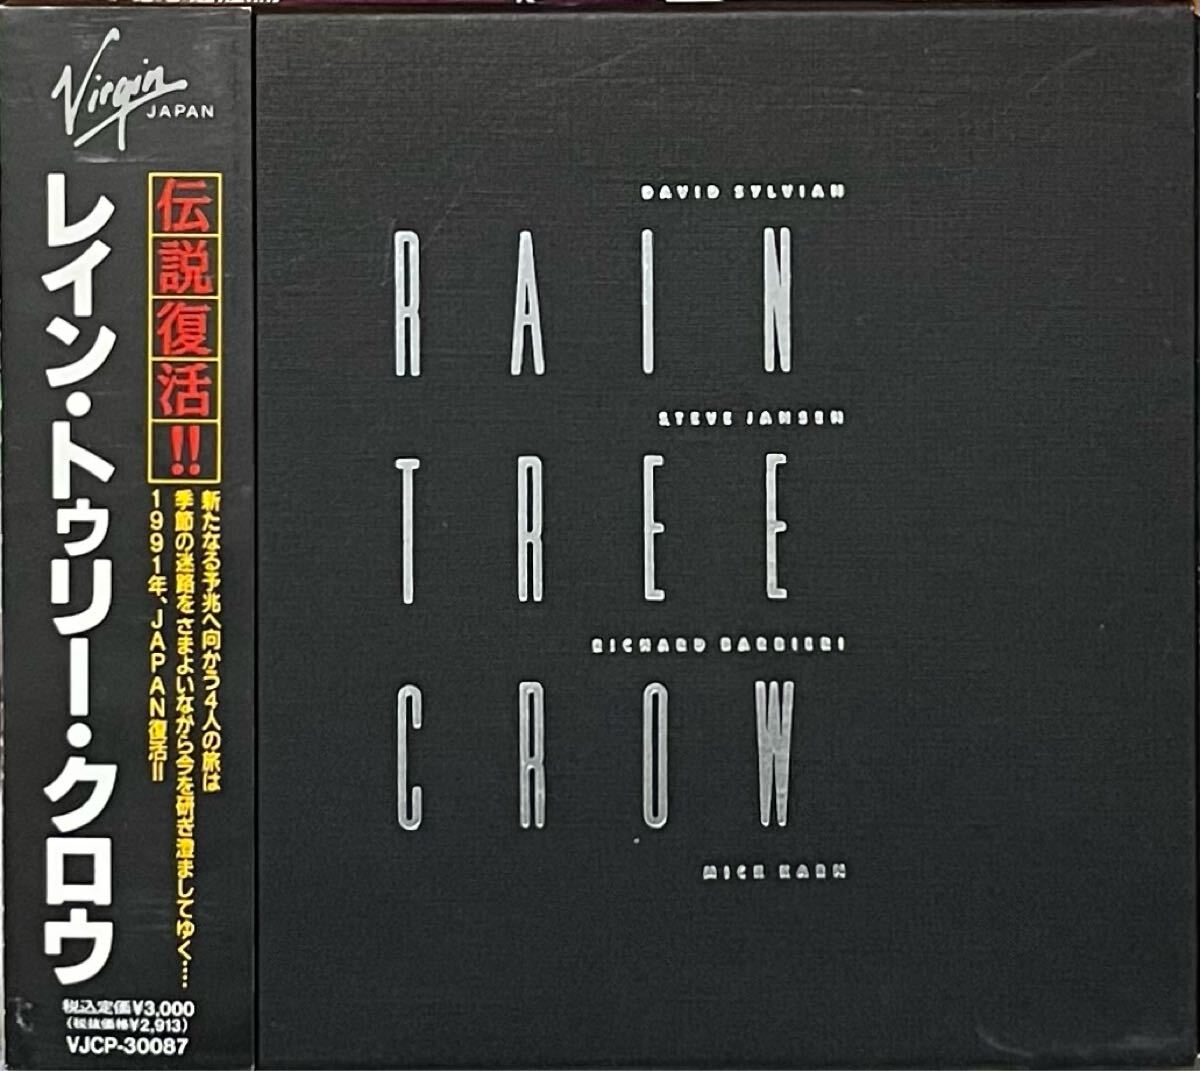 Virgin
JAPAN
レイン・トゥリー・クロウ
伝説復活!!
新たなる予兆へ向かう4人の旅は
季節の迷路をさまよいながら今を研ぎ澄ましてゆく……
1991年、JAPAN復活!!
税込定価¥3,000
(税抜価格¥2,913)
VJCP-30087
DAVID SYLVIAN
RAIN
STEVE JANSEN
TREE
RICHARD BARBIERI
CROW
MICK KARN